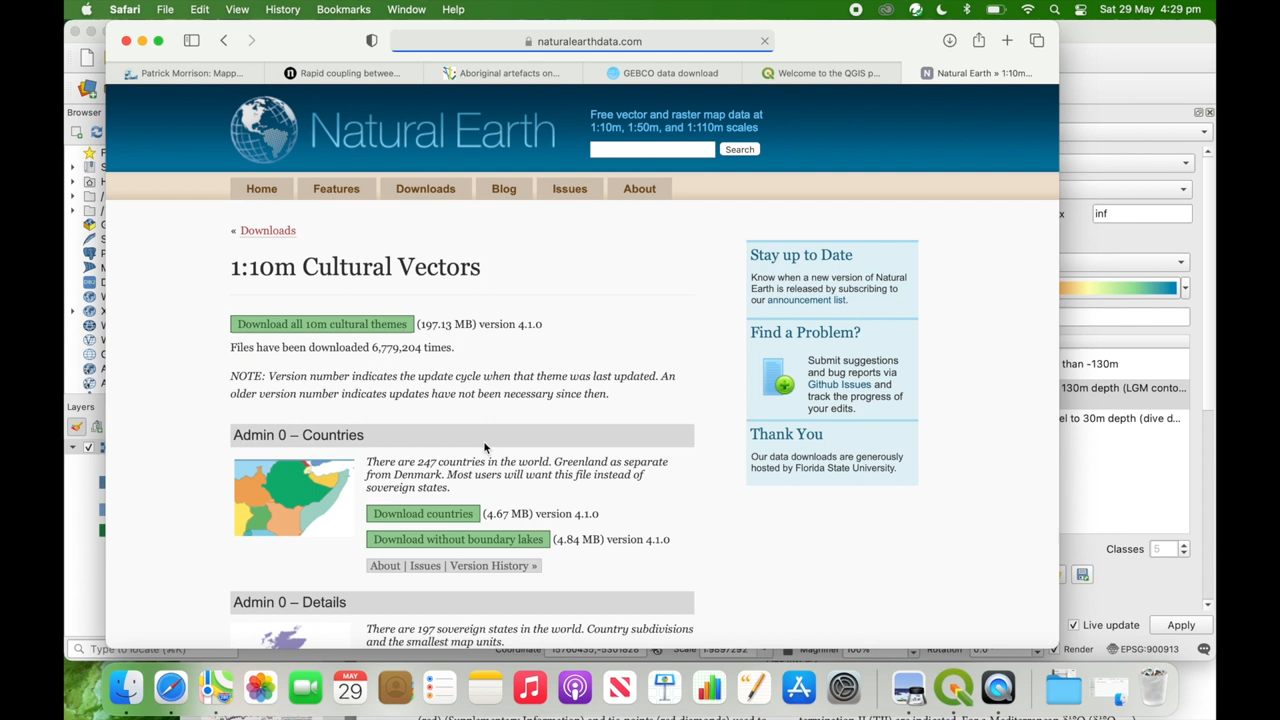 Safari File Edit View History Bookmarks Window Help
Sat 29 May 4:29 pm
naturalearthdata.com
Patrick Morrison: Mapp...
Rapid coupling betwee...
Aboriginal artefacts on...
GEBCO data download
Welcome to the QGIS p...
Natural Earth » 1:10m...
Browser
Natural Earth
Free vector and raster map data at
1:10m, 1:50m, and 1:110m scales
Search
Home Features Downloads Blog Issues About
inf
« Downloads
1:10m Cultural Vectors
Download all 10m cultural themes (197.13 MB) version 4.1.0
Files have been downloaded 6,779,204 times.
NOTE: Version number indicates the update cycle when that theme was last updated. An
older version number indicates updates have not been necessary since then.
Admin 0 – Countries
There are 247 countries in the world. Greenland as separate
from Denmark. Most users will want this file instead of
sovereign states.
Download countries (4.67 MB) version 4.1.0
Download without boundary lakes (4.84 MB) version 4.1.0
About | Issues | Version History »
Admin 0 – Details
There are 197 sovereign states in the world. Country subdivisions
and the smallest map units.
Stay up to Date
Know when a new version of Natural
Earth is released by subscribing to
our announcement list.
Find a Problem?
Submit suggestions
and bug reports via
Github Issues and
track the progress of
your edits.
Thank You
Our data downloads are generously
hosted by Florida State University.
than -130m
130m depth (LGM conto...
el to 30m depth (dive d...
Layers
Classes 5
Live update
Apply
Type to locate (⌘K)
Coordinate
Scale
Magnifier 100%
Rotation 0.0°
Render
EPSG:900913
MAY
29